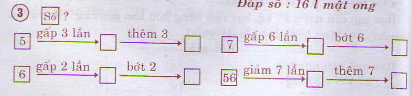 Đáp số : 16 l mật ong
3 Số ?
5 gấp 3 lần thêm 3 7 gấp 6 lần bớt 6
6 gấp 2 lần bớt 2 56 giảm 7 lần thêm 7